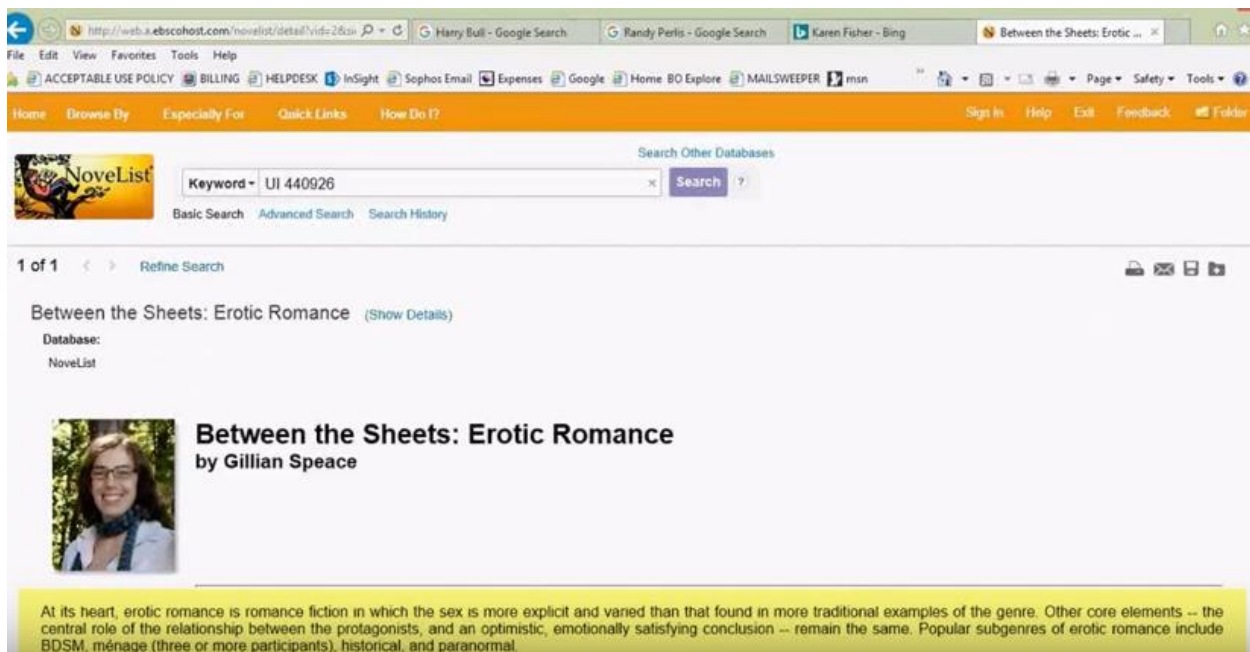 http://web.a.ebscohost.com/novelist/detail?vid=2&si
Harry Bull - Google Search
Randy Perlis - Google Search
Karen Fisher - Bing
Between the Sheets: Erotic ...
File Edit View Favorites Tools Help
ACCEPTABLE USE POLICY BILLING HELPDESK InSight Sophos Email Expenses Google Home BO Explore MAILSWEEPER msn
Page Safety Tools
Home Browse By Especially For Quick Links How Do I? Sign In Help Exit Feedback Folder
Search Other Databases
NoveList
Keyword UI 440926 × Search ?
Basic Search Advanced Search Search History
1 of 1 < > Refine Search
Between the Sheets: Erotic Romance (Show Details)
Database:
NoveList
Between the Sheets: Erotic Romance
by Gillian Speace
At its heart, erotic romance is romance fiction in which the sex is more explicit and varied than that found in more traditional examples of the genre. Other core elements -- the
central role of the relationship between the protagonists, and an optimistic, emotionally satisfying conclusion -- remain the same. Popular subgenres of erotic romance include
BDSM, ménage (three or more participants), historical, and paranormal.